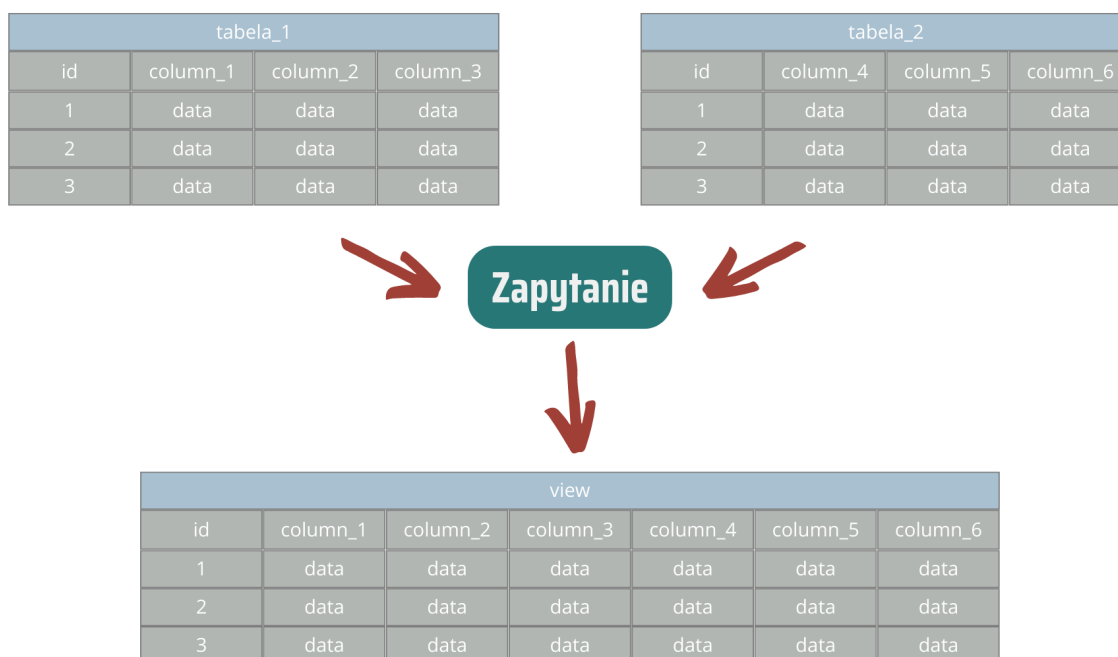 tabela_1
id column_1 column_2 column_3
1 data data data
2 data data data
3 data data data
tabela_2
id column_4 column_5 column_6
1 data data data
2 data data data
3 data data data
Zapytanie
view
id column_1 column_2 column_3 column_4 column_5 column_6
1 data data data data data data
2 data data data data data data
3 data data data data data data